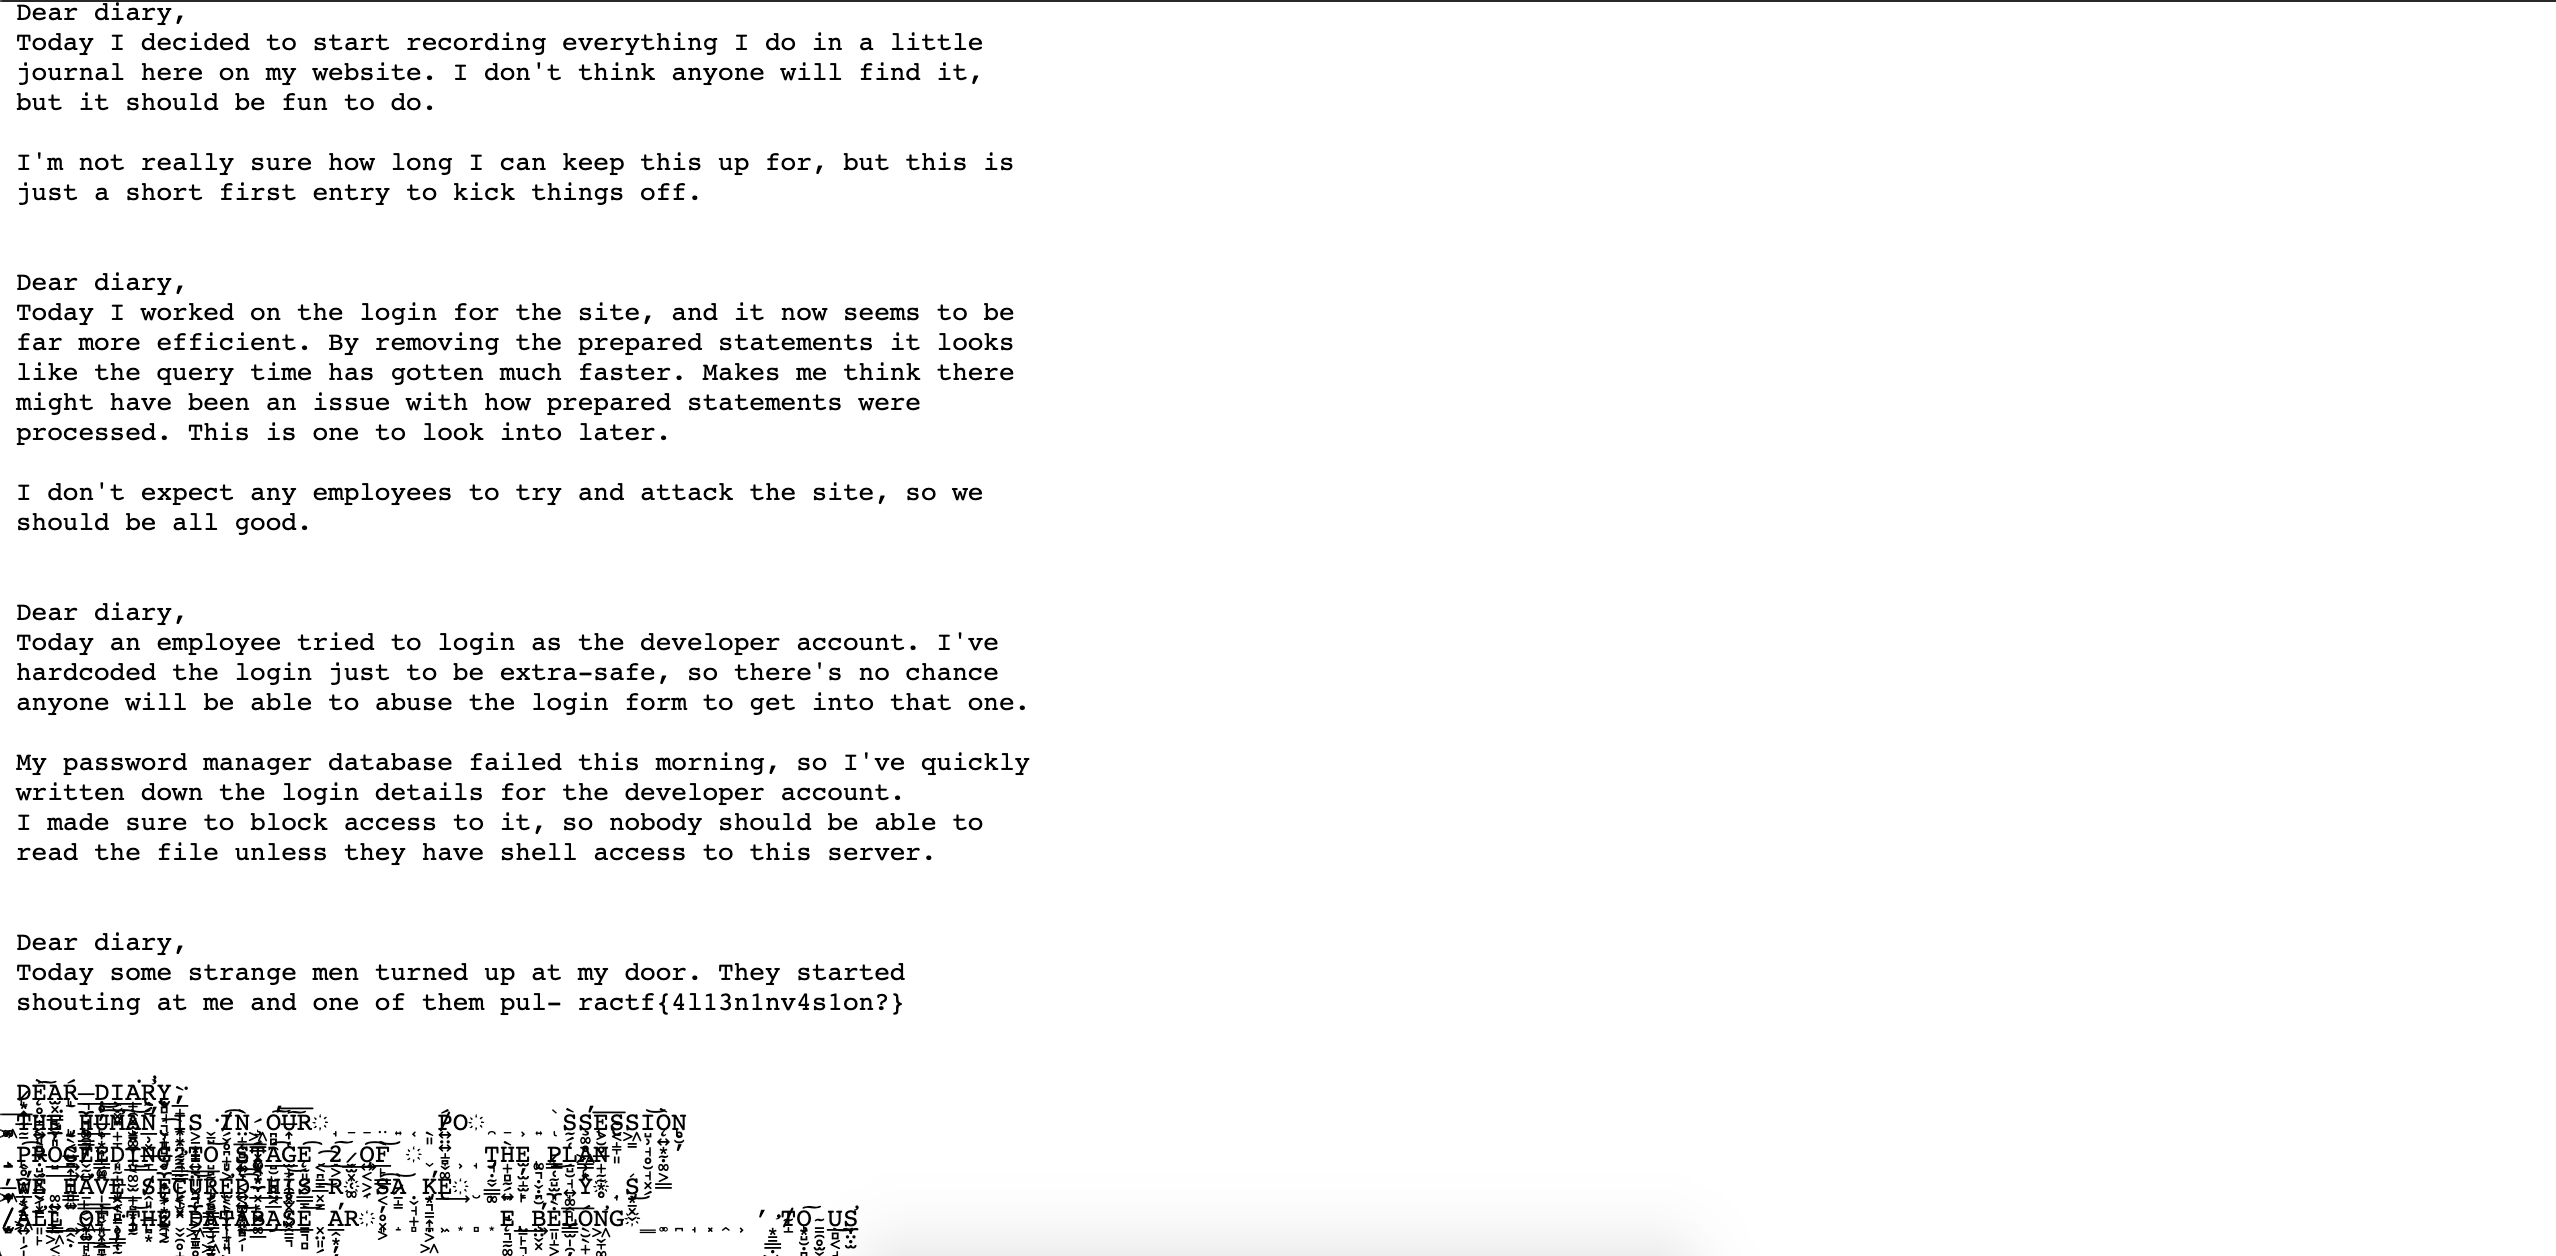 Dear diary,
Today I decided to start recording everything I do in a little
journal here on my website. I don't think anyone will find it,
but it should be fun to do.
I'm not really sure how long I can keep this up for, but this is
just a short first entry to kick things off.
Dear diary,
Today I worked on the login for the site, and it now seems to be
far more efficient. By removing the prepared statements it looks
like the query time has gotten much faster. Makes me think there
might have been an issue with how prepared statements were
processed. This is one to look into later.
I don't expect any employees to try and attack the site, so we
should be all good.
Dear diary,
Today an employee tried to login as the developer account. I've
hardcoded the login just to be extra-safe, so there's no chance
anyone will be able to abuse the login form to get into that one.
My password manager database failed this morning, so I've quickly
written down the login details for the developer account.
I made sure to block access to it, so nobody should be able to
read the file unless they have shell access to this server.
Dear diary,
Today some strange men turned up at my door. They started
shouting at me and one of them pul- ractf{4l13n1nv4s1on?}
DEAR DIARY,
THE HUMAN IS IN OUR POSSESSION
PROCEEDING TO STAGE 2 OF THE PLAN
WE HAVE SECURED HIS
ALL OF THE DATABASE ARE BELONG TO US